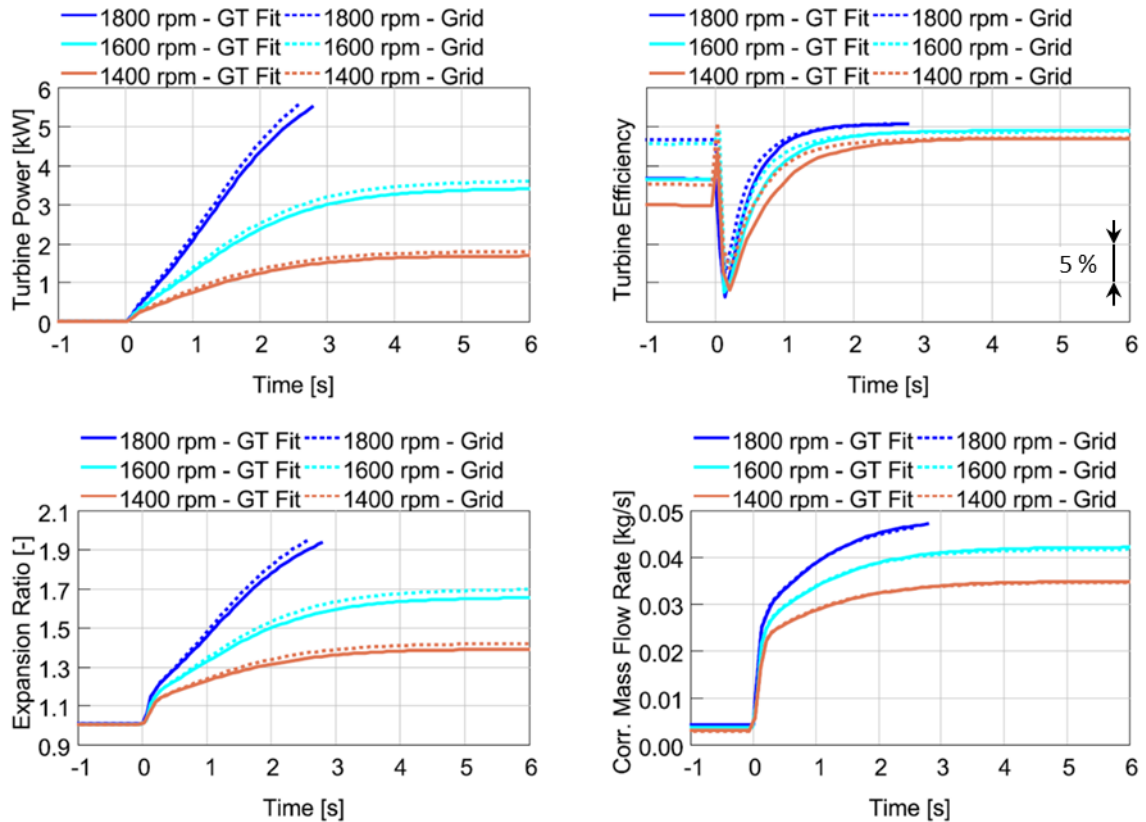 1800 rpm - GT Fit 1800 rpm - Grid
1600 rpm - GT Fit 1600 rpm - Grid
1400 rpm - GT Fit 1400 rpm - Grid
Turbine Power [kW]
6
5
4
3
2
1
0
-1 0 1 2 3 4 5 6
Time [s]
1800 rpm - GT Fit 1800 rpm - Grid
1600 rpm - GT Fit 1600 rpm - Grid
1400 rpm - GT Fit 1400 rpm - Grid
Turbine Efficiency
5 %
-1 0 1 2 3 4 5 6
Time [s]
1800 rpm - GT Fit 1800 rpm - Grid
1600 rpm - GT Fit 1600 rpm - Grid
1400 rpm - GT Fit 1400 rpm - Grid
Expansion Ratio [-]
2.1
1.9
1.7
1.5
1.3
1.1
0.9
-1 0 1 2 3 4 5 6
Time [s]
1800 rpm - GT Fit 1800 rpm - Grid
1600 rpm - GT Fit 1600 rpm - Grid
1400 rpm - GT Fit 1400 rpm - Grid
Corr. Mass Flow Rate [kg/s]
0.05
0.04
0.03
0.02
0.01
0.00
-1 0 1 2 3 4 5 6
Time [s]